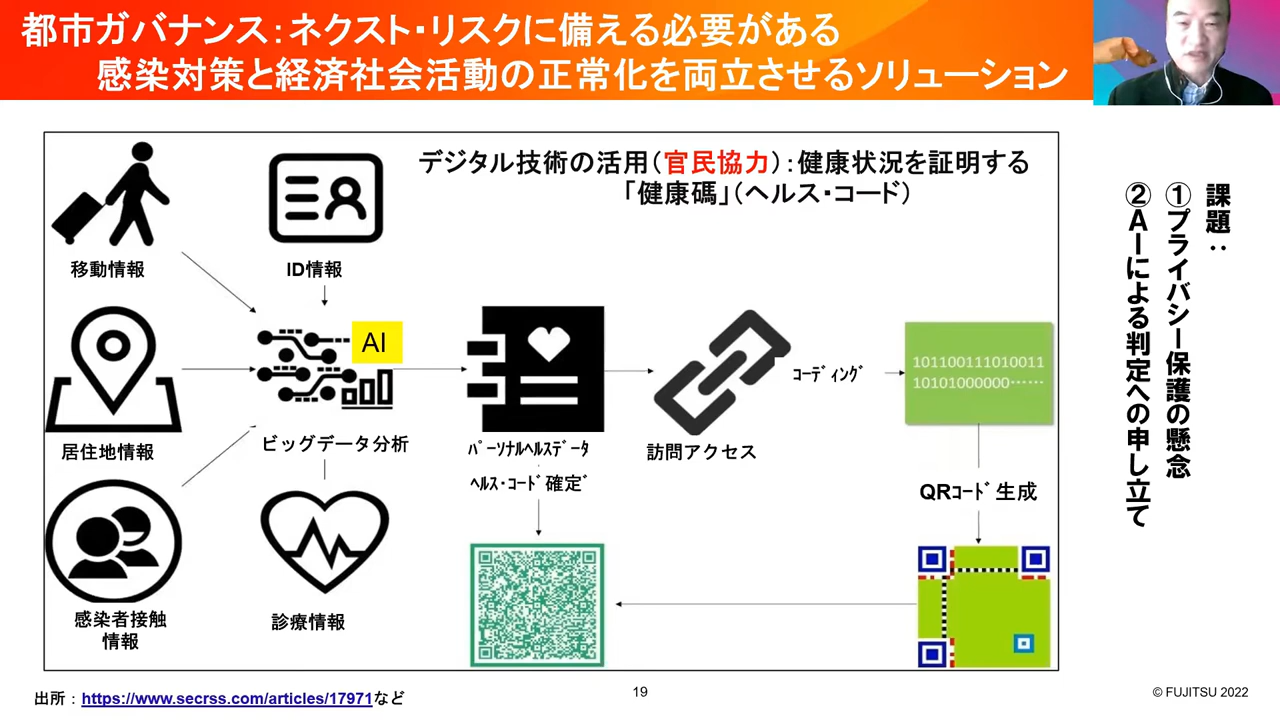 都市ガバナンス：ネクスト・リスクに備える必要がある
感染対策と経済社会活動の正常化を両立させるソリューション
デジタル技術の活用（官民協力）：健康状況を証明する
「健康碼」（ヘルス・コード）
移動情報
ID情報
AI
居住地情報
ビッグデータ分析
ﾊﾟｰｿﾅﾙﾍﾙｽﾃﾞｰﾀ
訪問アクセス
ｺｰﾃﾞｨﾝｸﾞ
101100111010011
10101000000……
ﾍﾙｽ・ｺｰﾄﾞ確定
QRｺｰﾄﾞ生成
感染者接触
情報
診療情報
課題：
①プライバシー保護の懸念
②AIによる判定への申し立て
出所：https://www.secrss.com/articles/17971など
19
© FUJITSU 2022